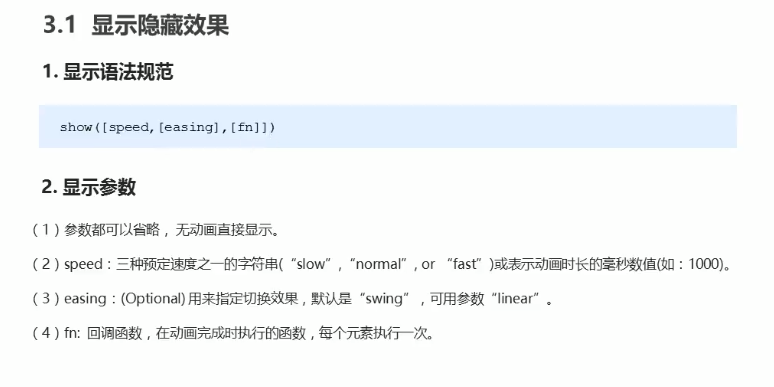 3.1 显示隐藏效果
1. 显示语法规范
show([speed,[easing],[fn]])
2. 显示参数
（1）参数都可以省略，无动画直接显示。
（2）speed：三种预定速度之一的字符串(“slow”,“normal”, or “fast”)或表示动画时长的毫秒数值(如：1000)。
（3）easing：(Optional) 用来指定切换效果，默认是“swing”，可用参数“linear”。
（4）fn: 回调函数，在动画完成时执行的函数，每个元素执行一次。